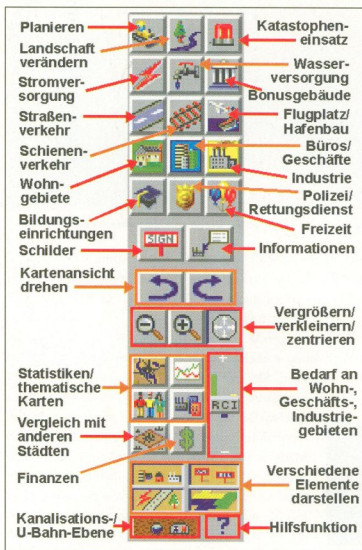 Planieren
Katastophen-
einsatz
Landschaft
verändern
Wasser-
versorgung
Stromver-
sorgung
Bonusgebäude
Straßen-
verkehr
Flugplatz/
Hafenbau
Schienen-
verkehr
Büros/
Geschäfte
Wohn-
gebiete
Industrie
Bildungs-
einrichtungen
Polizei/
Rettungsdienst
Freizeit
Schilder
SIGN
Informationen
Kartenansicht
drehen
Vergrößern/
verkleinern/
zentrieren
Statistiken/
thematische
Karten
Bedarf an
Wohn-,
Geschäfts-,
Industrie-
gebieten
RCI
Vergleich mit
anderen
Städten
Finanzen
Verschiedene
Elemente
darstellen
Kanalisations-/
U-Bahn-Ebene
?
Hilfsfunktion